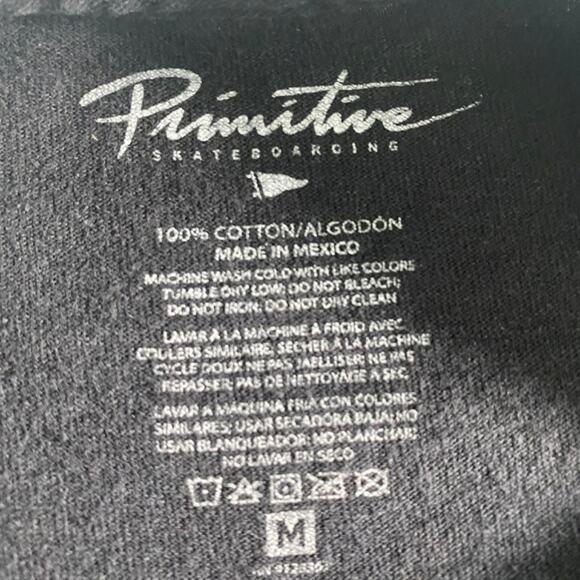 Primitive
SKATEBOARDING
100% COTTON/ALGODÓN
MADE IN MEXICO
MACHINE WASH COLD WITH LIKE COLORS
TUMBLE DRY LOW; DO NOT BLEACH;
DO NOT IRON; DO NOT DRY CLEAN
LAVAR À LA MACHINE À FROID AVEC
COULERS SIMILAIRE; SECHER À LA MACHINE
CYCLE DOUX NE PAS JAELLISER; NE PAS
REPASSER; PAS DE NETTOYAGE A SEC
LAVAR A MAQUINA FRIA CON COLORES
SIMILARES; USAR SECADORA BAJA; NO
USAR BLANQUEADOR; NO PLANCHAR;
NO LAVAR EN SECO
M